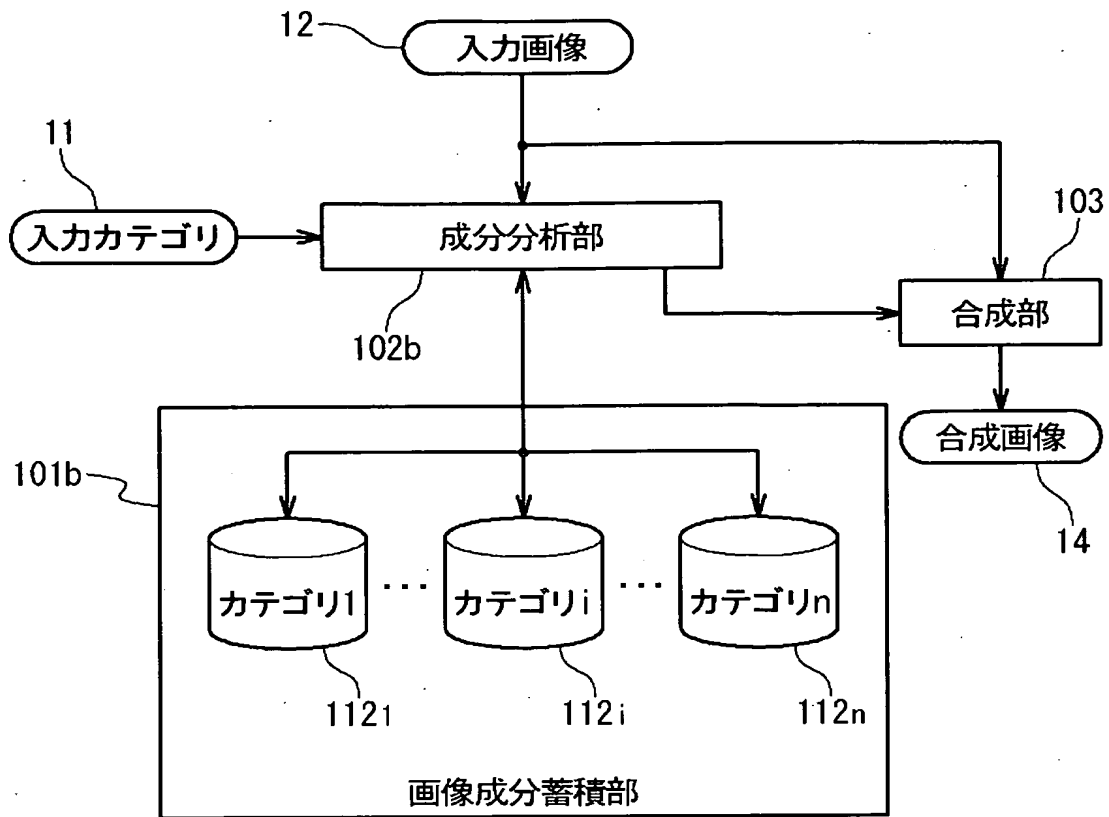 12
入力画像
11
入力カテゴリ
成分分析部
103
102b
合成部
合成画像
101b
14
カテゴリ1
...
カテゴリi
...
カテゴリn
1121
112i
112n
画像成分蓄積部